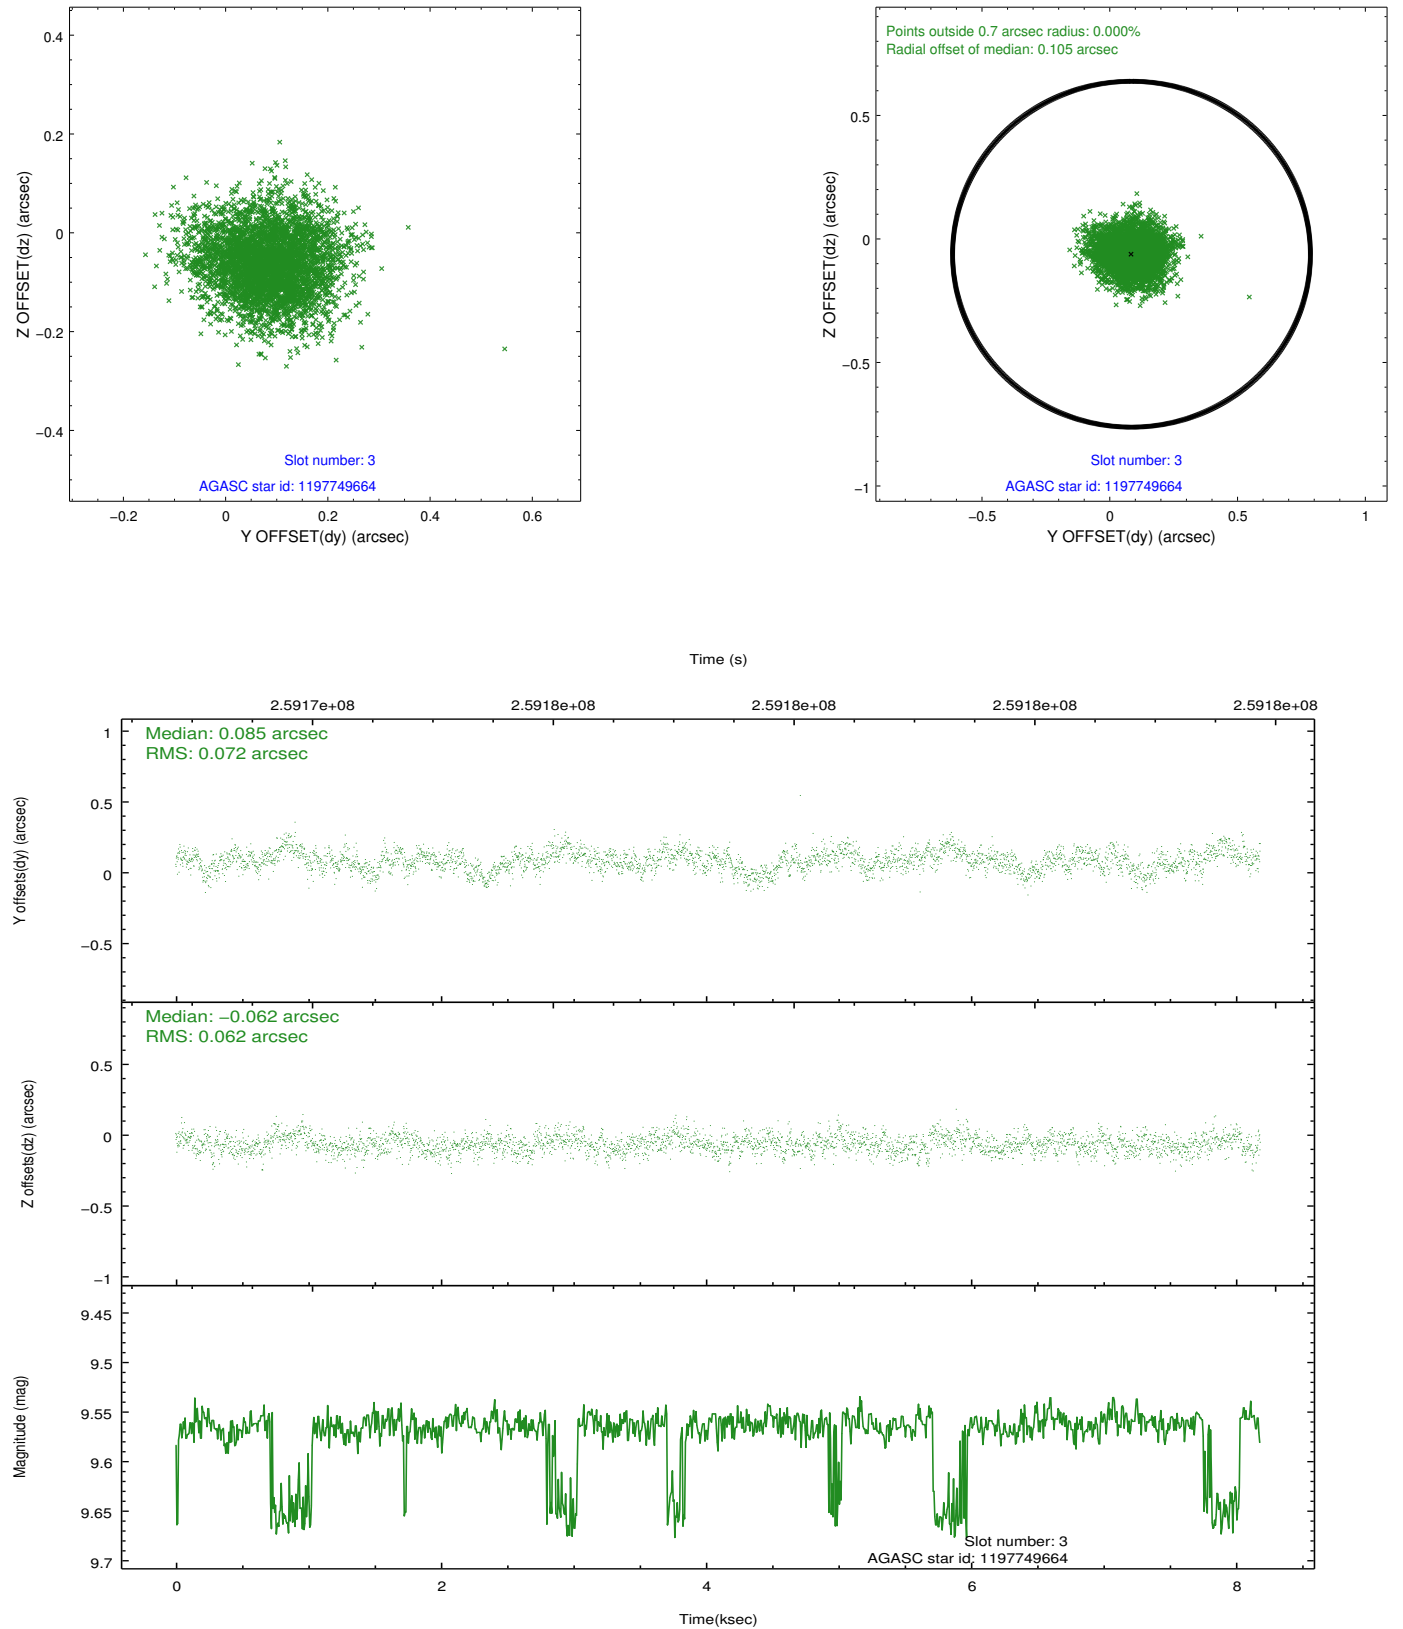 0.4
0.2
0
−0.2
−0.4
Z OFFSET(dz) (arcsec)
Slot number: 3
AGASC star id: 1197749664
−0.2 0 0.2 0.4 0.6
Y OFFSET(dy) (arcsec)
Points outside 0.7 arcsec radius: 0.000%
Radial offset of median: 0.105 arcsec
0.5
0
−0.5
−1
Z OFFSET(dz) (arcsec)
Slot number: 3
AGASC star id: 1197749664
−0.5 0 0.5 1
Y OFFSET(dy) (arcsec)
Time (s)
2.5917e+08 2.5918e+08 2.5918e+08 2.5918e+08 2.5918e+08
Median: 0.085 arcsec
RMS: 0.072 arcsec
1
0.5
0
−0.5
Y offsets(dy) (arcsec)
Median: −0.062 arcsec
RMS: 0.062 arcsec
0.5
0
−0.5
−1
Z offsets(dz) (arcsec)
9.45
9.5
9.55
9.6
9.65
9.7
Magnitude (mag)
Slot number: 3
AGASC star id: 1197749664
0 2 4 6 8
Time(ksec)